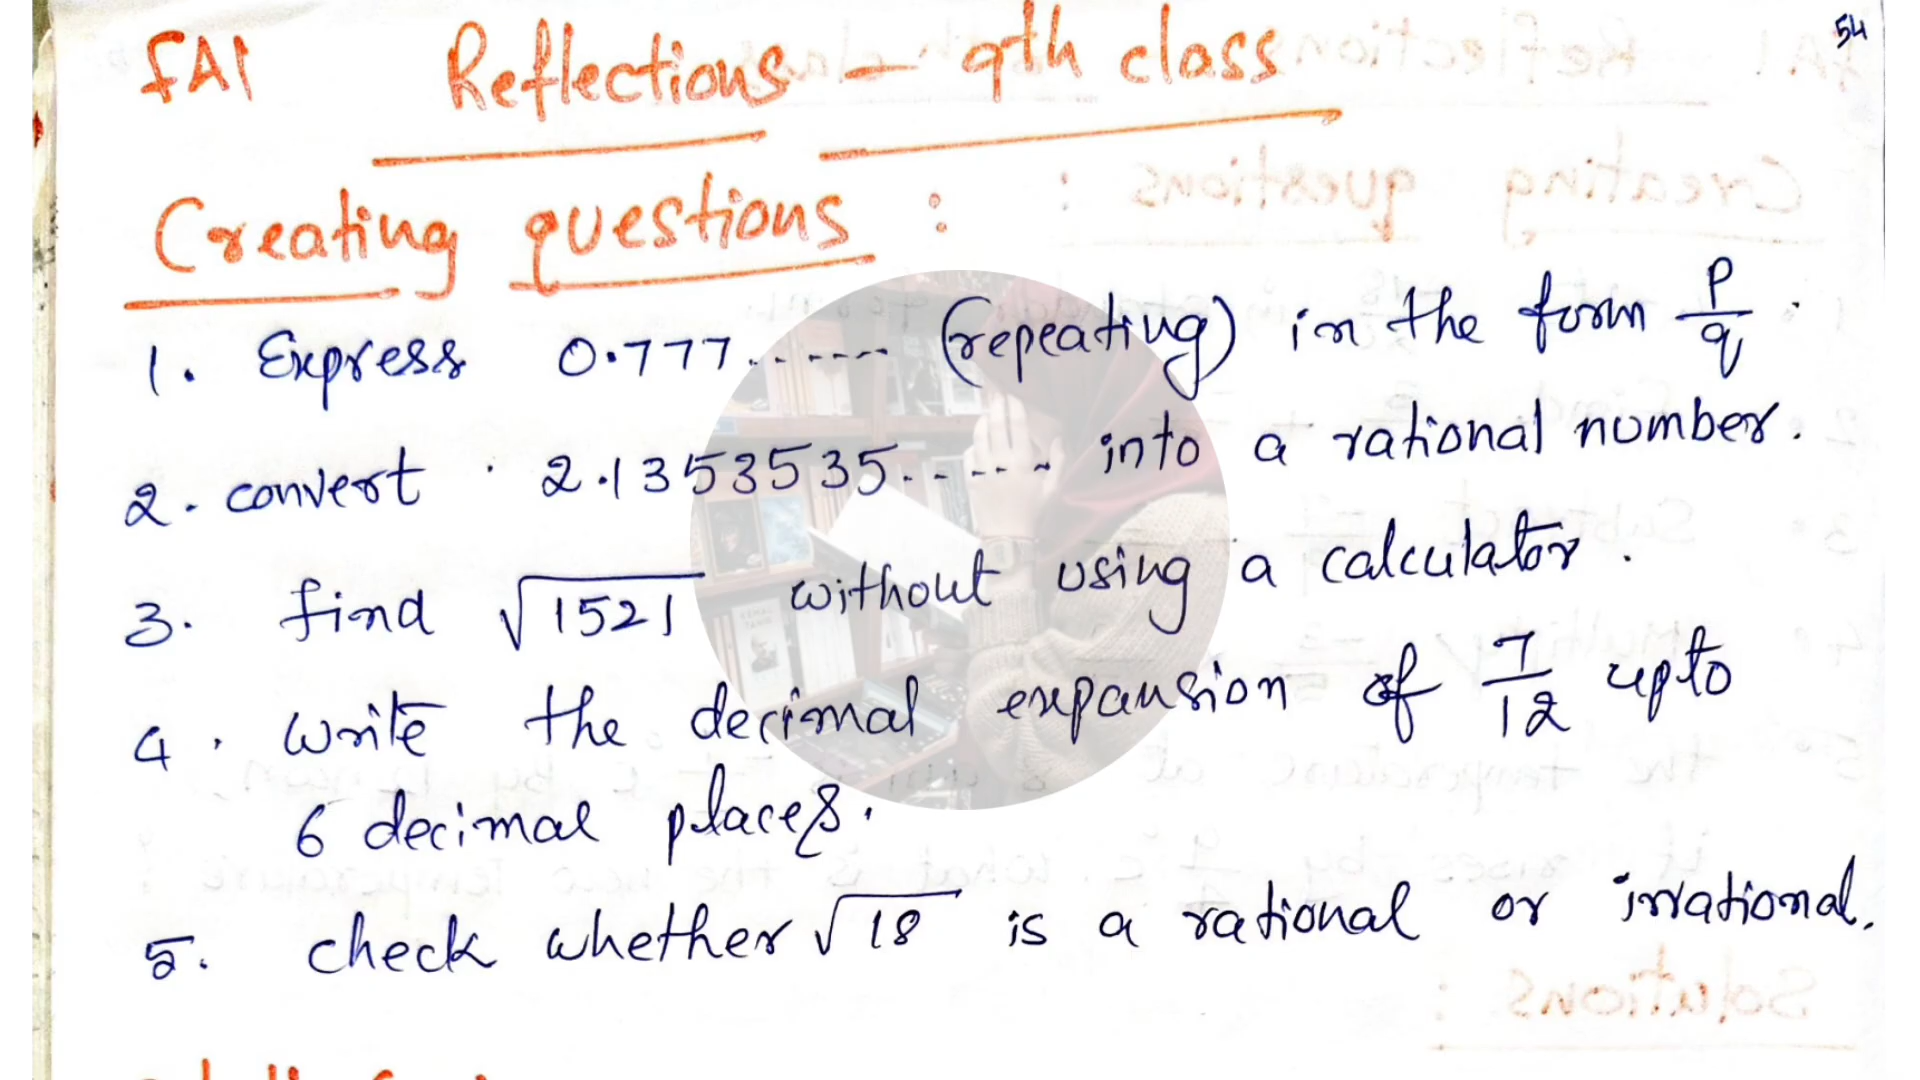 54
FA1 Reflections - 9th class
Creating questions :
1. Express 0.777....... (repeating) in the form p/q.
2. convert 2.1353535...... into a rational number.
3. find √1521 without using a calculator.
4. write the decimal expansion of 7/12 upto
6 decimal places.
5. check whether √18 is a rational or irrational.